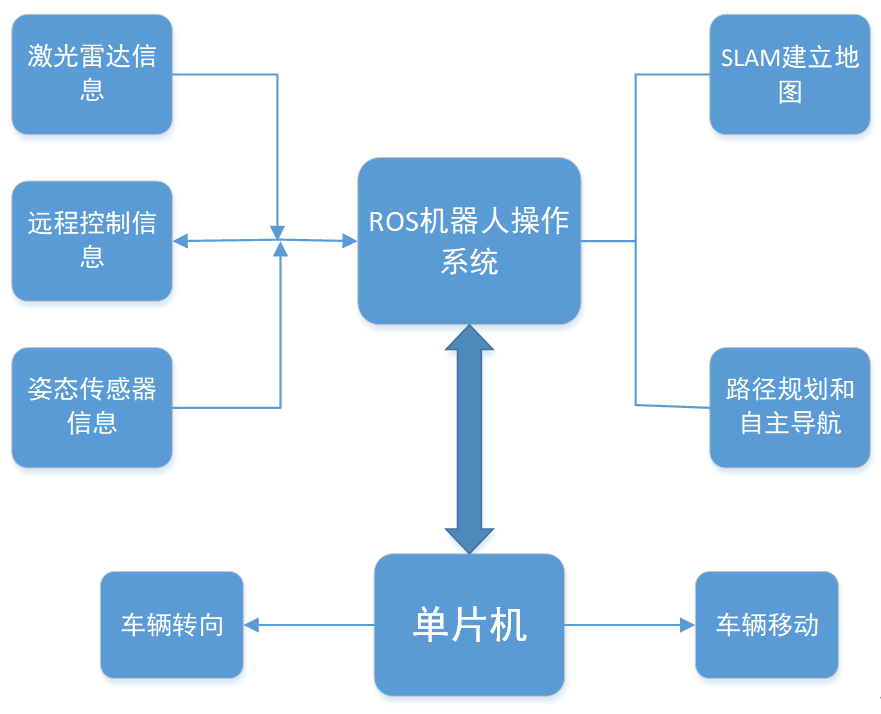 激光雷达信
息
SLAM建立地
图
远程控制信
息
ROS机器人操作
系统
姿态传感器
信息
路径规划和
自主导航
车辆转向
单片机
车辆移动